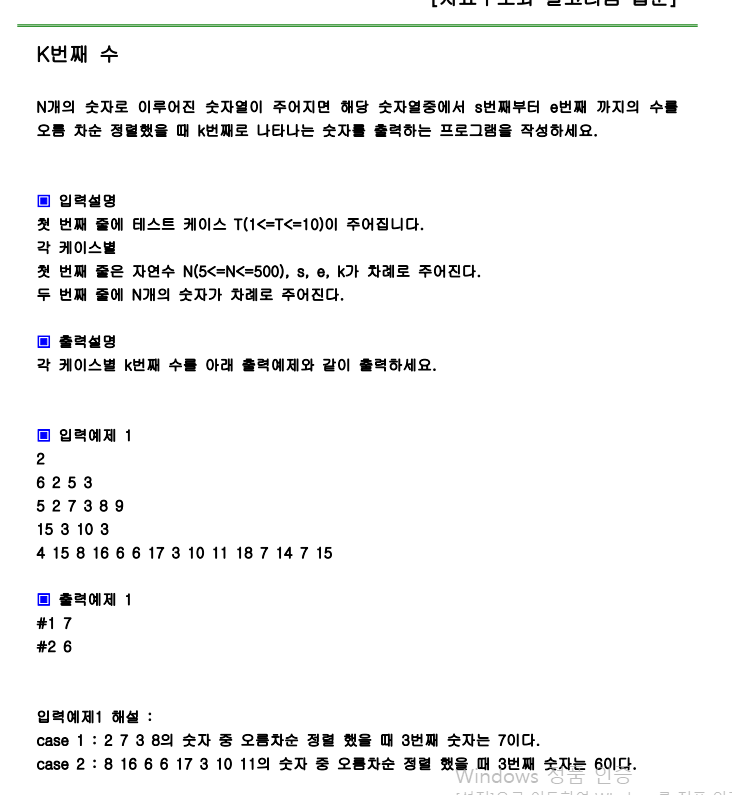 K번째 수
N개의 숫자로 이루어진 숫자열이 주어지면 해당 숫자열중에서 s번째부터 e번째 까지의 수를
오름 차순 정렬했을 때 k번째로 나타나는 숫자를 출력하는 프로그램을 작성하세요.
▣ 입력설명
첫 번째 줄에 테스트 케이스 T(1<=T<=10)이 주어집니다.
각 케이스별
첫 번째 줄은 자연수 N(5<=N<=500), s, e, k가 차례로 주어진다.
두 번째 줄에 N개의 숫자가 차례로 주어진다.
▣ 출력설명
각 케이스별 k번째 수를 아래 출력예제와 같이 출력하세요.
▣ 입력예제 1
2
6 2 5 3
5 2 7 3 8 9
15 3 10 3
4 15 8 16 6 6 17 3 10 11 18 7 14 7 15
▣ 출력예제 1
#1 7
#2 6
입력예제1 해설 :
case 1 : 2 7 3 8의 숫자 중 오름차순 정렬 했을 때 3번째 숫자는 7이다.
case 2 : 8 16 6 6 17 3 10 11의 숫자 중 오름차순 정렬 했을 때 3번째 숫자는 6이다.
Windows 정품 인증